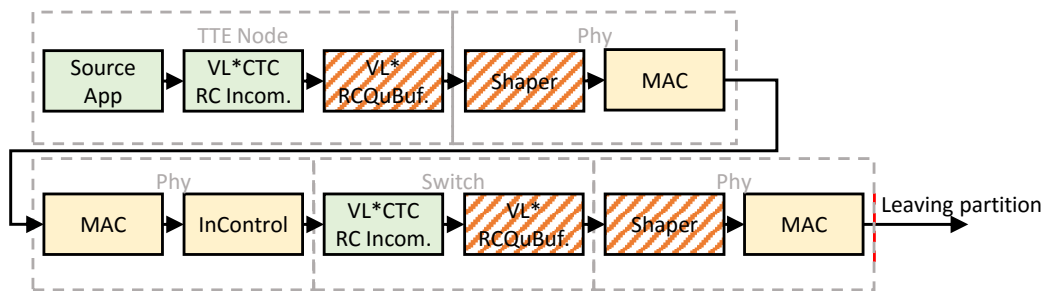 TTE Node
Phy
Source
App
VL*CTC
RC Incom.
VL*
RCQuBuf.
Shaper
MAC
Phy
Switch
Phy
MAC
InControl
VL*CTC
RC Incom.
VL*
RCQuBuf.
Shaper
MAC
Leaving partition